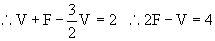 ∴ V + F − 3/2 V = 2 ∴ 2F − V = 4